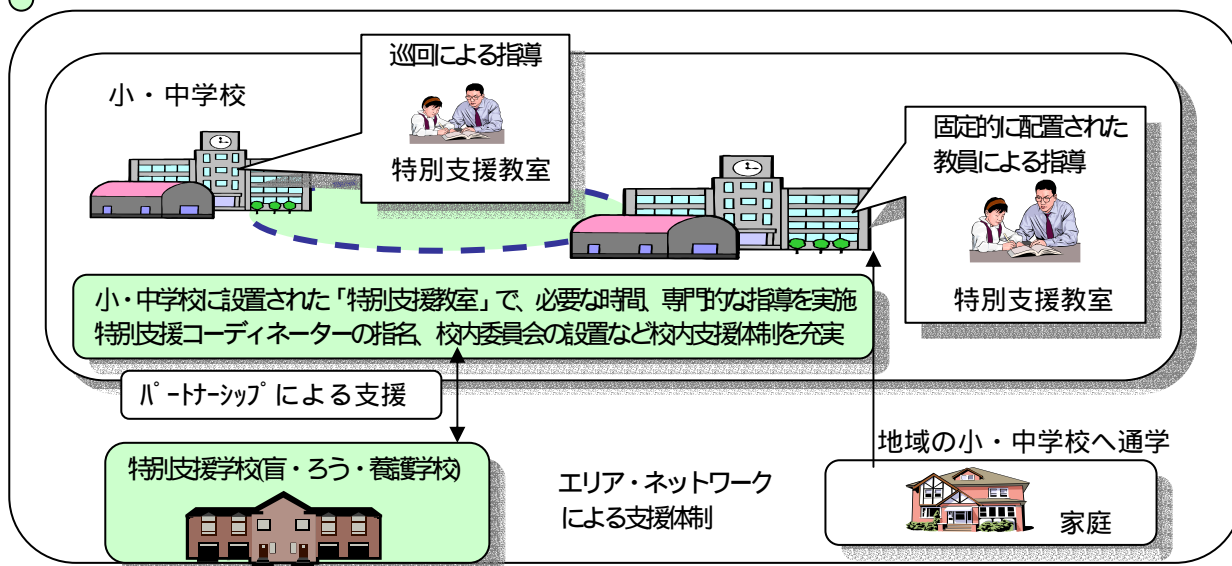 巡回による指導
特別支援教室
小・中学校
固定的に配置された
教員による指導
特別支援教室
小・中学校に設置された「特別支援教室」で、必要な時間、専門的な指導を実施
特別支援コーディネーターの指名、校内委員会の設置など校内支援体制を充実
ﾊﾟｰﾄﾅｰｼｯﾌﾟによる支援
地域の小・中学校へ通学
特別支援学校(盲・ろう・養護学校)
エリア・ネットワーク
による支援体制
家庭